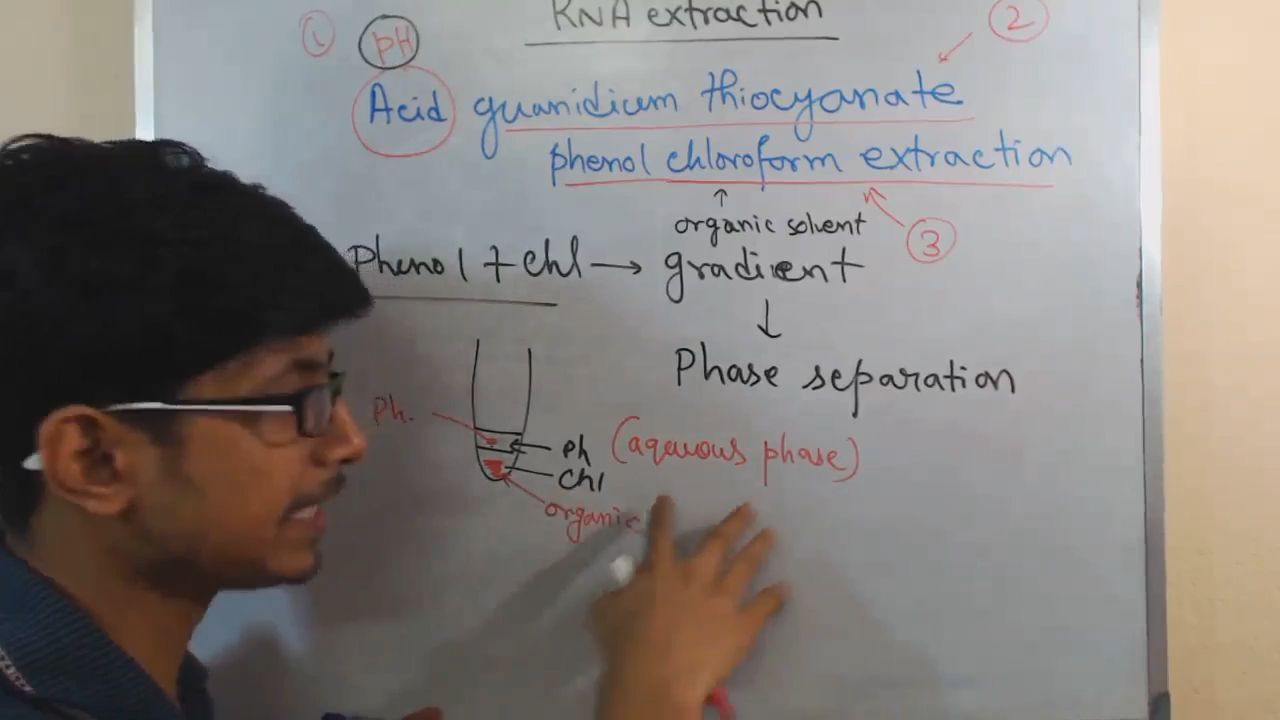 RNA extraction
1 pH 2
Acid guanidium thiocyanate
phenol chloroform extraction
↑
organic solvent 3
Phenol + chl → gradient
↓
Phase separation
Ph.
Ph (aqauous phase)
Chl
organic